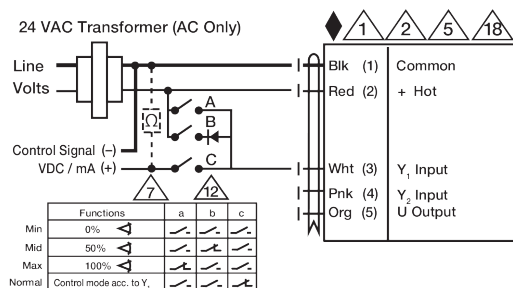 24 VAC Transformer (AC Only)
1 2 5 18
Line
Volts
Blk (1) Common
Red (2) + Hot
A
B
Ω
Control Signal (–)
VDC / mA (+)
C
Wht (3) Y1 Input
Pnk (4) Y2 Input
Org (5) U Output
7
12
Functions a b c
Min 0%
Mid 50%
Max 100%
Normal Control mode acc. to Y1